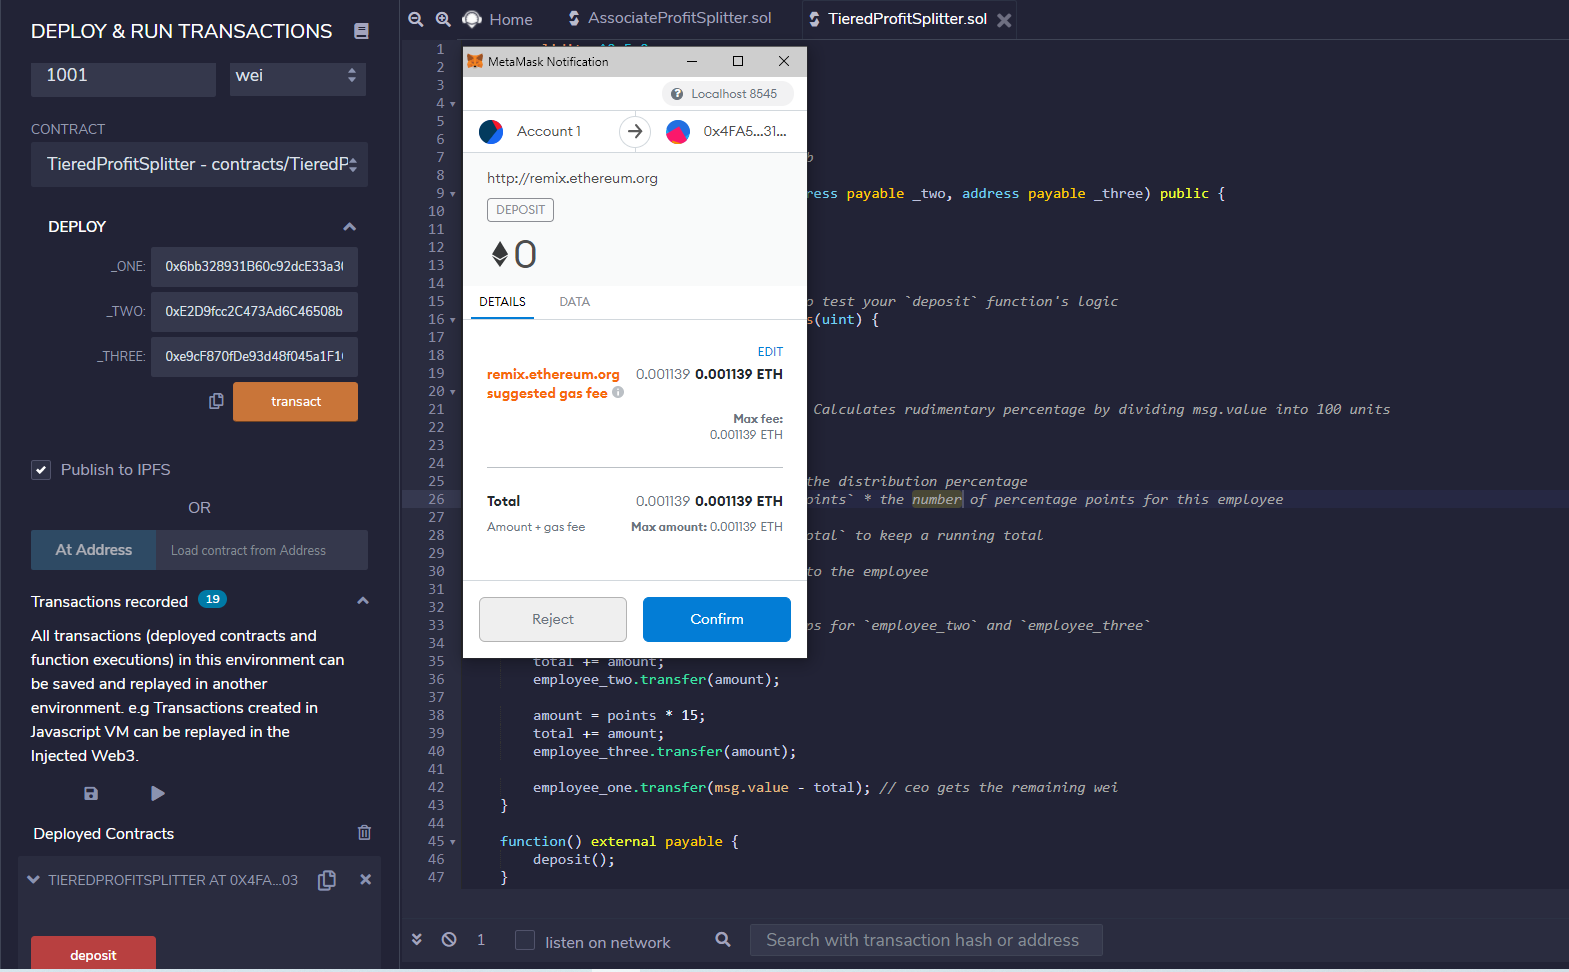 DEPLOY & RUN TRANSACTIONS
1001
wei
CONTRACT
TieredProfitSplitter - contracts/TieredP
DEPLOY
_ONE:
0x6bb328931B60c92dcE33a3
_TWO:
0xE2D9fcc2C473Ad6C46508b
_THREE:
0xe9cF870fDe93d48f045a1F1
transact
Publish to IPFS
OR
At Address
Load contract from Address
Transactions recorded 19
All transactions (deployed contracts and
function executions) in this environment can
be saved and replayed in another
environment. e.g Transactions created in
Javascript VM can be replayed in the
Injected Web3.
Deployed Contracts
TIEREDPROFITSPLITTER AT 0X4FA...03
deposit
Home
AssociateProfitSplitter.sol
TieredProfitSplitter.sol
MetaMask Notification
Localhost 8545
Account 1
0x4FA5...31...
http://remix.ethereum.org
DEPOSIT
0
DETAILS
DATA
EDIT
remix.ethereum.org
suggested gas fee
0.001139 0.001139 ETH
Max fee:
0.001139 ETH
Total
0.001139 0.001139 ETH
Amount + gas fee
Max amount: 0.001139 ETH
Reject
Confirm
1
2
3
4
5
6
7
8
9 ress payable _two, address payable _three) public {
10
11
12
13
14
15 o test your `deposit` function's logic
16 s(uint) {
17
18
19
20
21 Calculates rudimentary percentage by dividing msg.value into 100 units
22
23
24
25 the distribution percentage
26 oints` * the number of percentage points for this employee
27
28 otal` to keep a running total
29
30 to the employee
31
32
33 ps for `employee_two` and `employee_three`
34
35 total += amount;
36 employee_two.transfer(amount);
37
38 amount = points * 15;
39 total += amount;
40 employee_three.transfer(amount);
41
42 employee_one.transfer(msg.value - total); // ceo gets the remaining wei
43 }
44
45 function() external payable {
46 deposit();
47 }
1
listen on network
Search with transaction hash or address